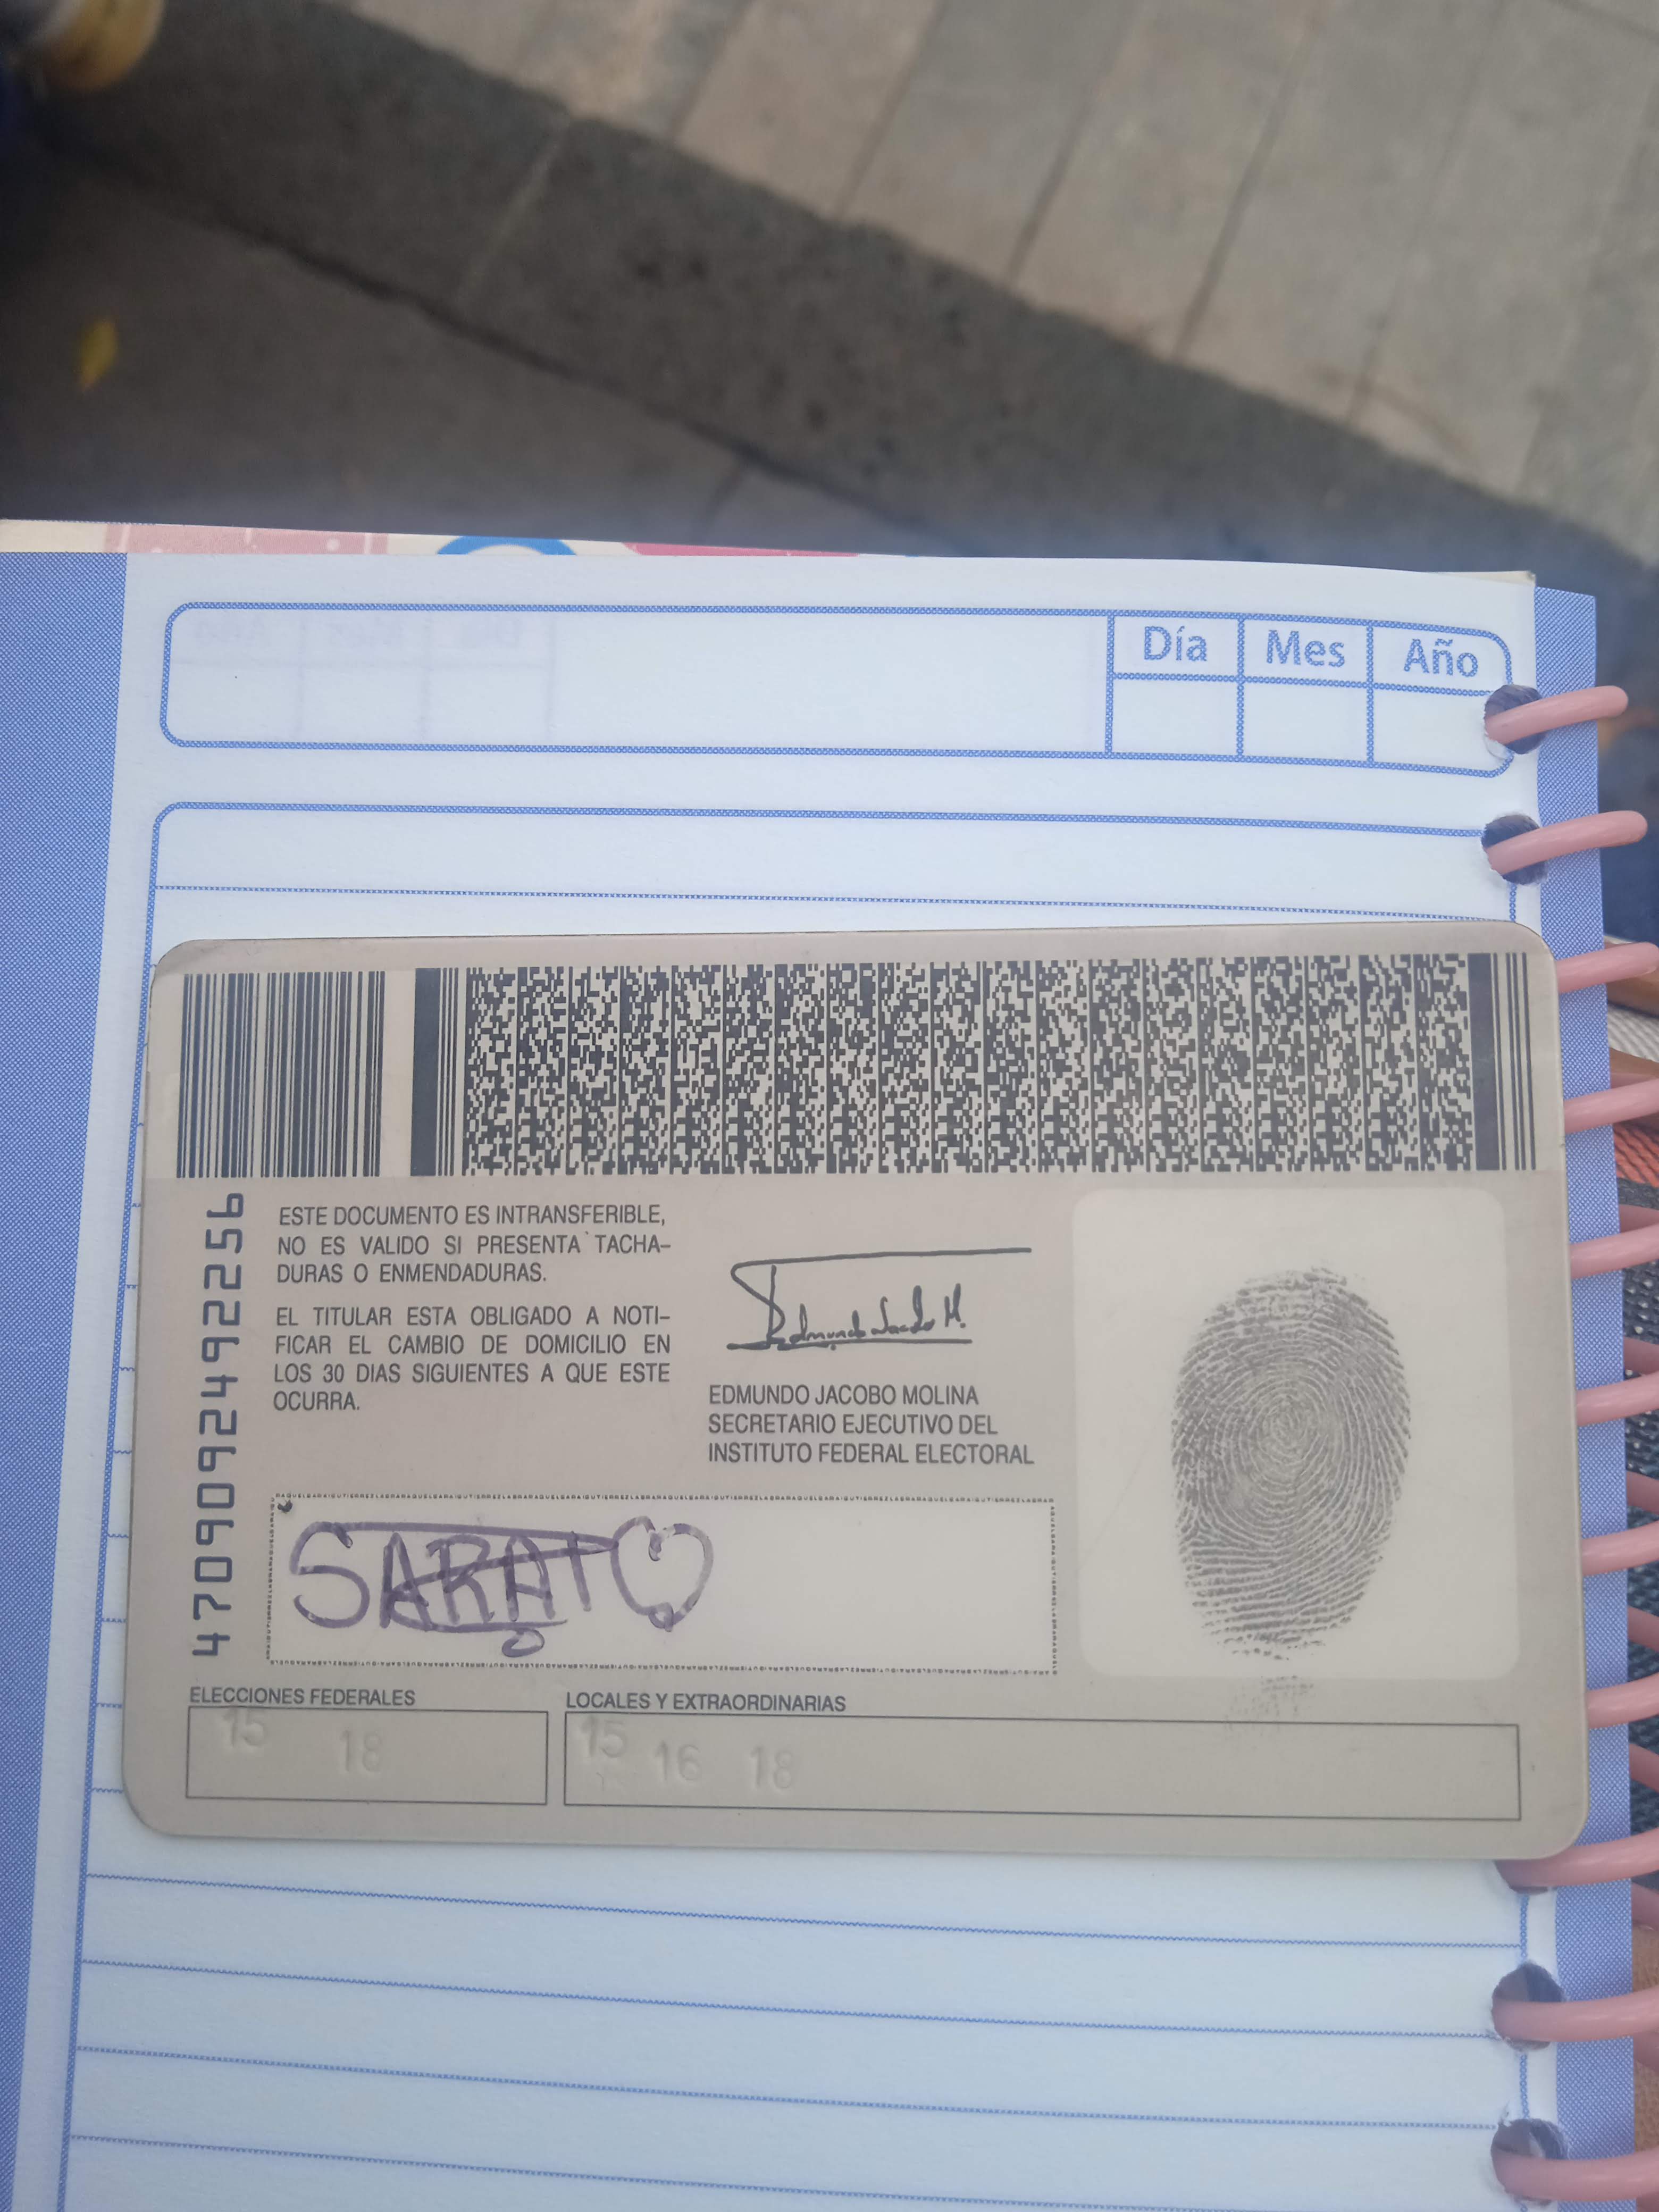 Día Mes Año
4709092492256
ESTE DOCUMENTO ES INTRANSFERIBLE,
NO ES VALIDO SI PRESENTA TACHA-
DURAS O ENMENDADURAS.
EL TITULAR ESTA OBLIGADO A NOTI-
FICAR EL CAMBIO DE DOMICILIO EN
LOS 30 DIAS SIGUIENTES A QUE ESTE
OCURRA.
Edmundo Jacobo M.
EDMUNDO JACOBO MOLINA
SECRETARIO EJECUTIVO DEL
INSTITUTO FEDERAL ELECTORAL
ELECCIONES FEDERALES
15 18
LOCALES Y EXTRAORDINARIAS
15 16 18